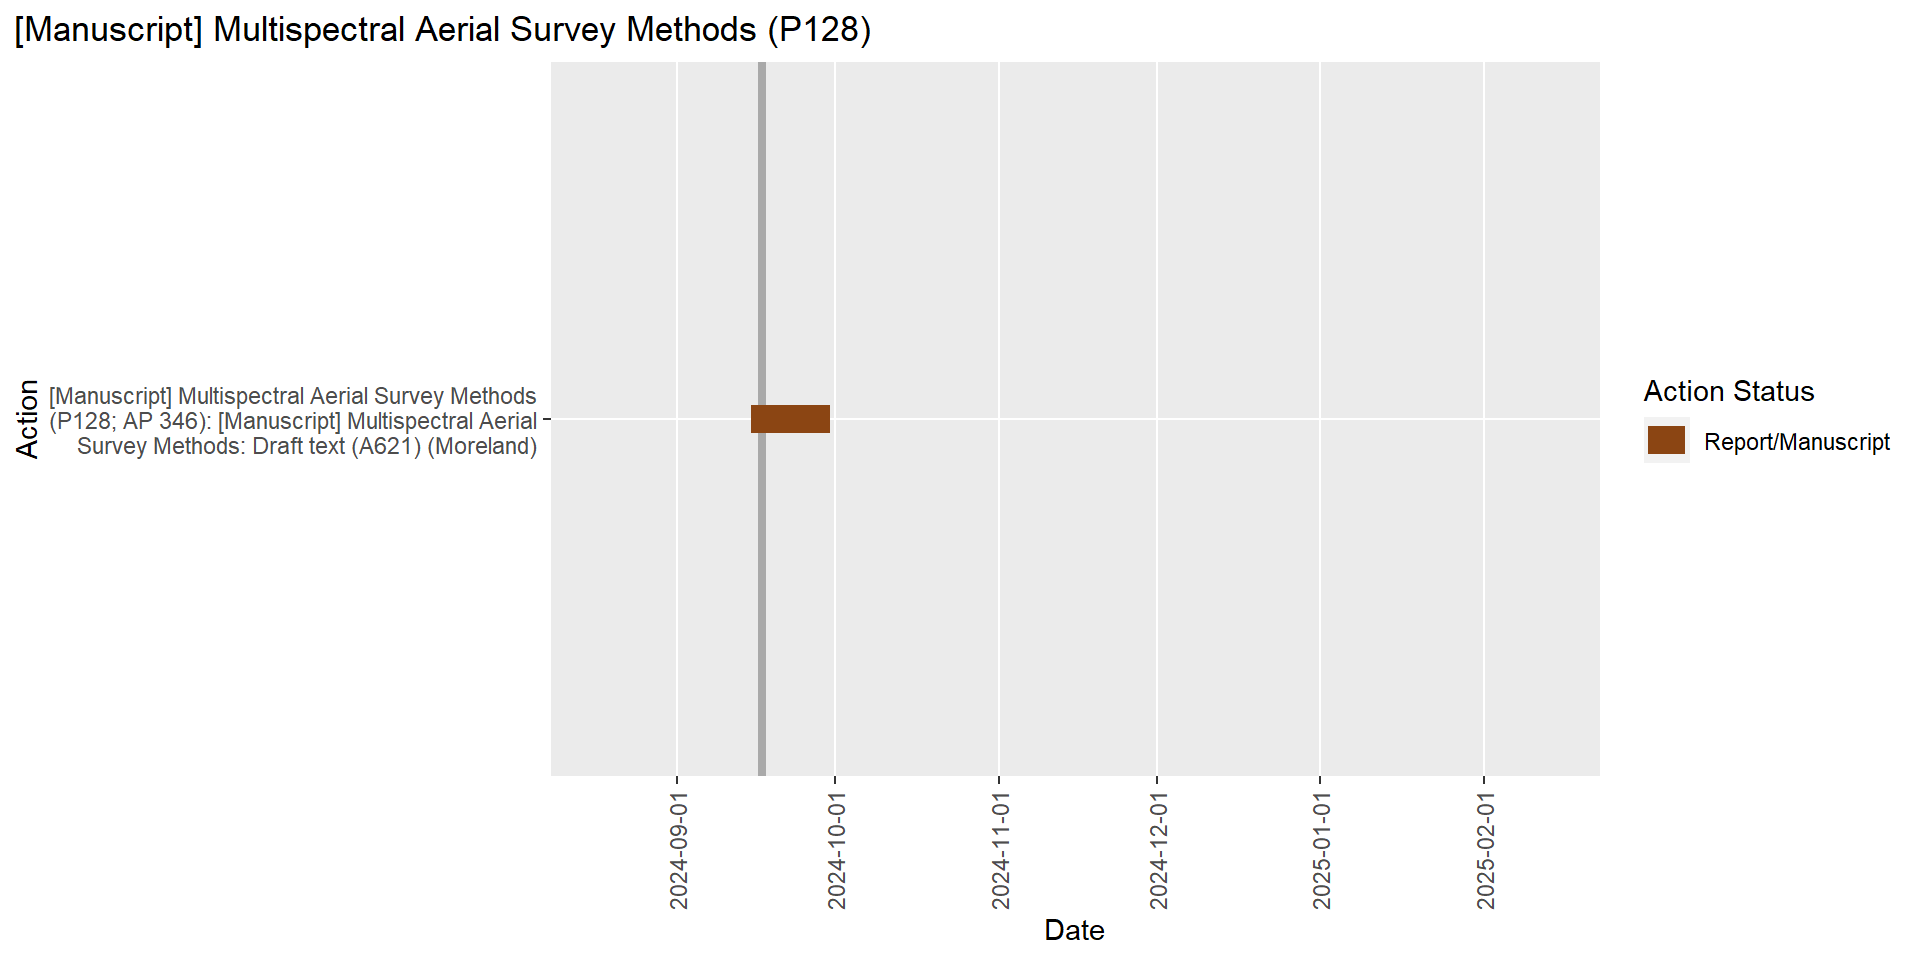 [Manuscript] Multispectral Aerial Survey Methods (P128)
Action
[Manuscript] Multispectral Aerial Survey Methods
(P128; AP 346): [Manuscript] Multispectral Aerial
Survey Methods: Draft text (A621) (Moreland)
Action Status
Report/Manuscript
2024-09-01
2024-10-01
2024-11-01
2024-12-01
2025-01-01
2025-02-01
Date